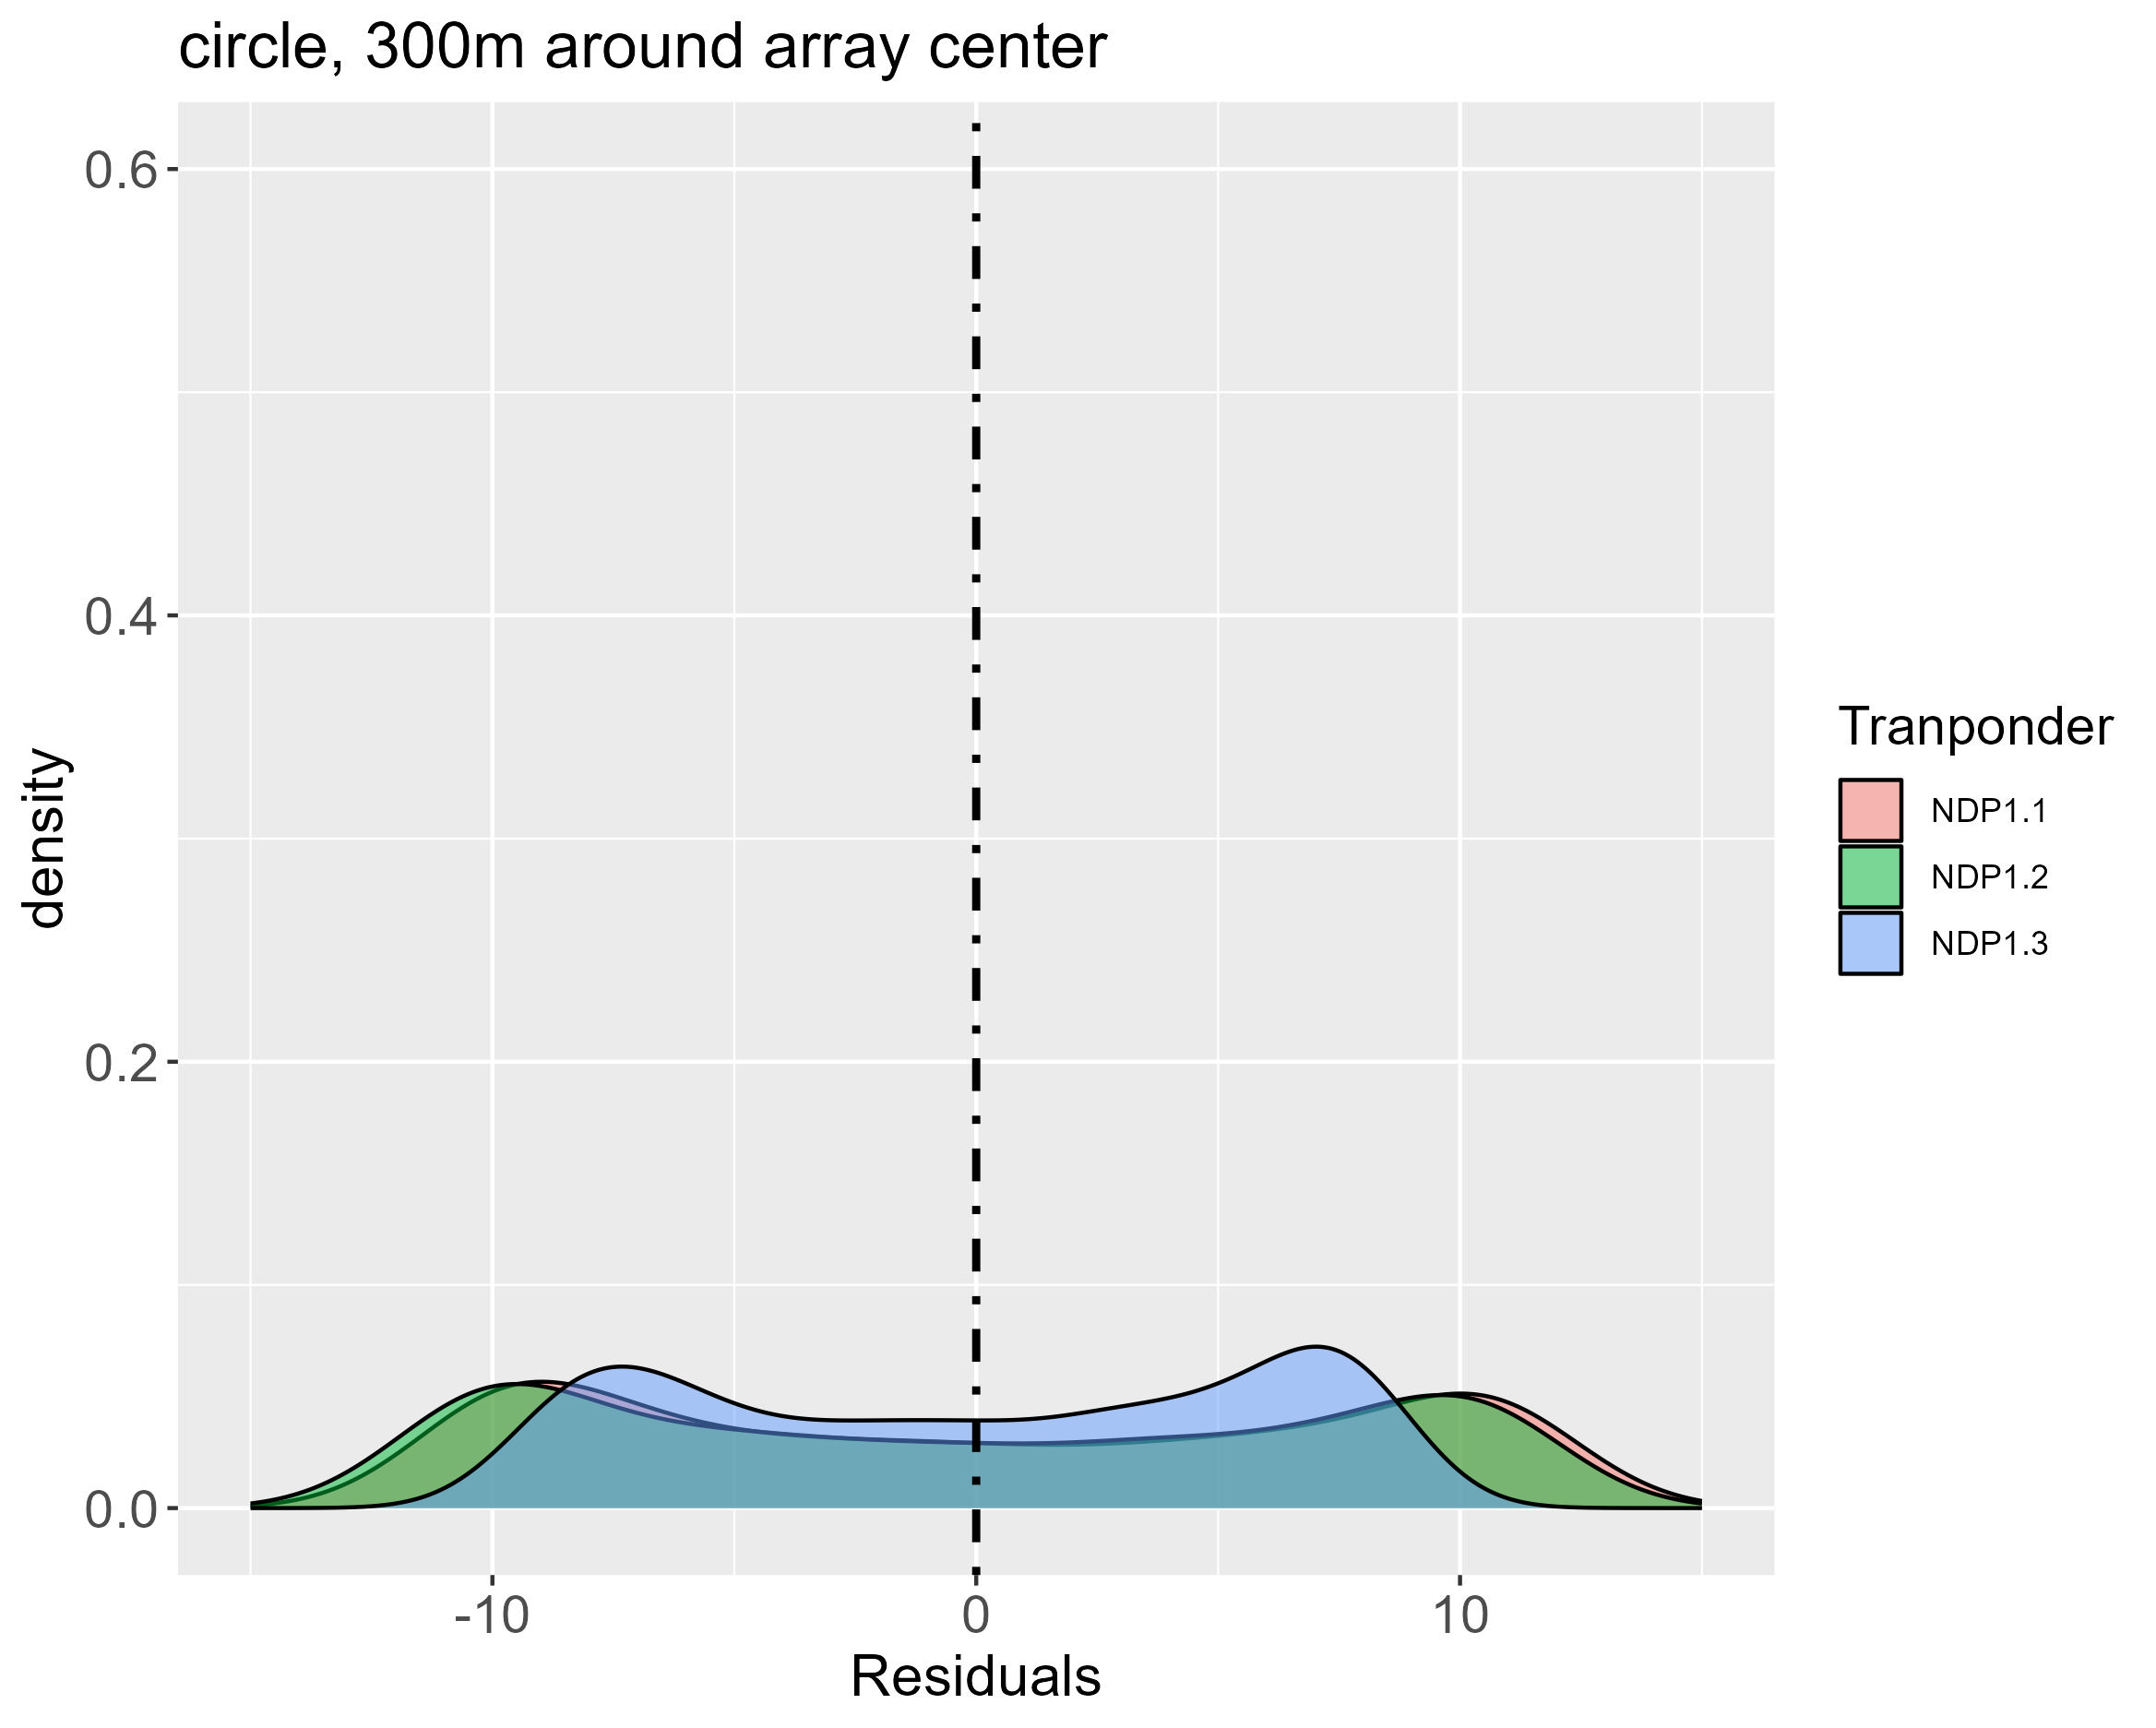 circle, 300m around array center
0.6
0.4
0.2
0.0
density
-10
0
10
Residuals
Tranponder
NDP1.1
NDP1.2
NDP1.3